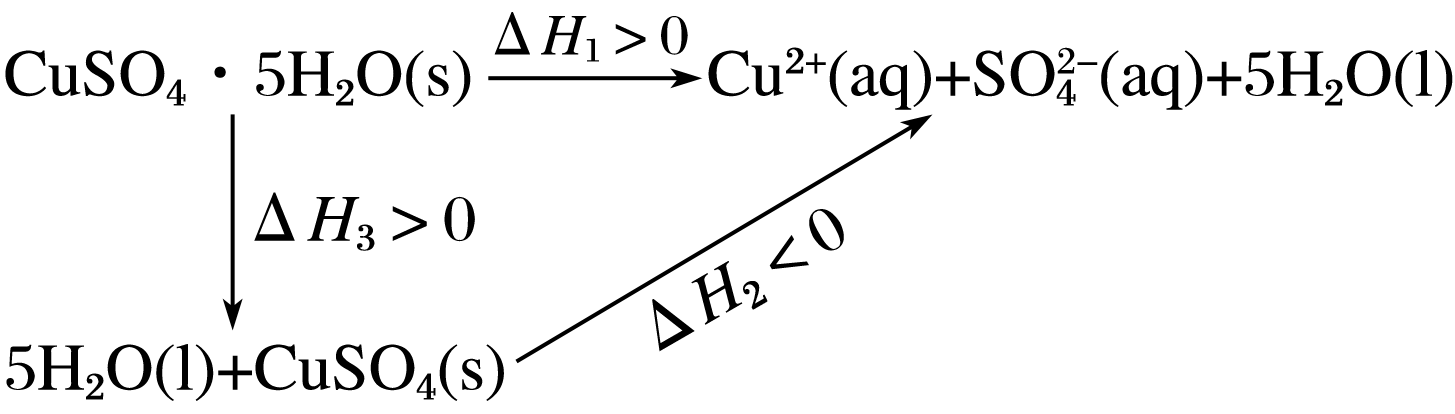 ΔH₁>0
CuSO₄・5H₂O(s) Cu²⁺(aq)+SO₄²⁻(aq)+5H₂O(l)
ΔH₃>0
ΔH₂<0
5H₂O(l)+CuSO₄(s)